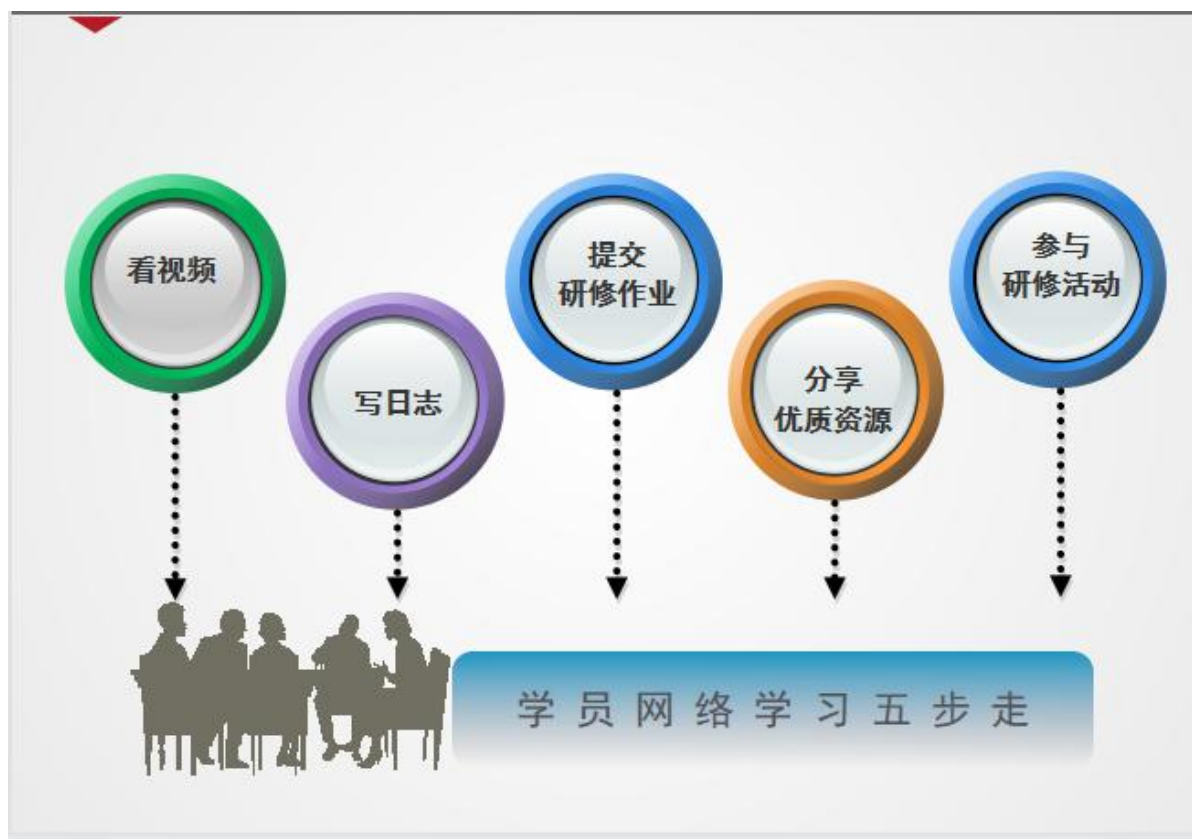 看视频
写日志
提交
研修作业
分享
优质资源
参与
研修活动
学员网络学习五步走